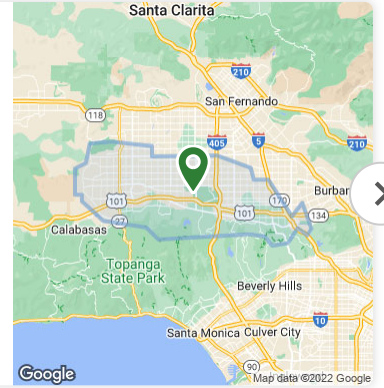 Santa Clarita
210
118
San Fernando
405
5
210
101
170
Burban
27
101
134
Calabasas
Topanga
State Park
Beverly Hills
10
Santa Monica
Culver City
90
Google
Map data ©2022 Google